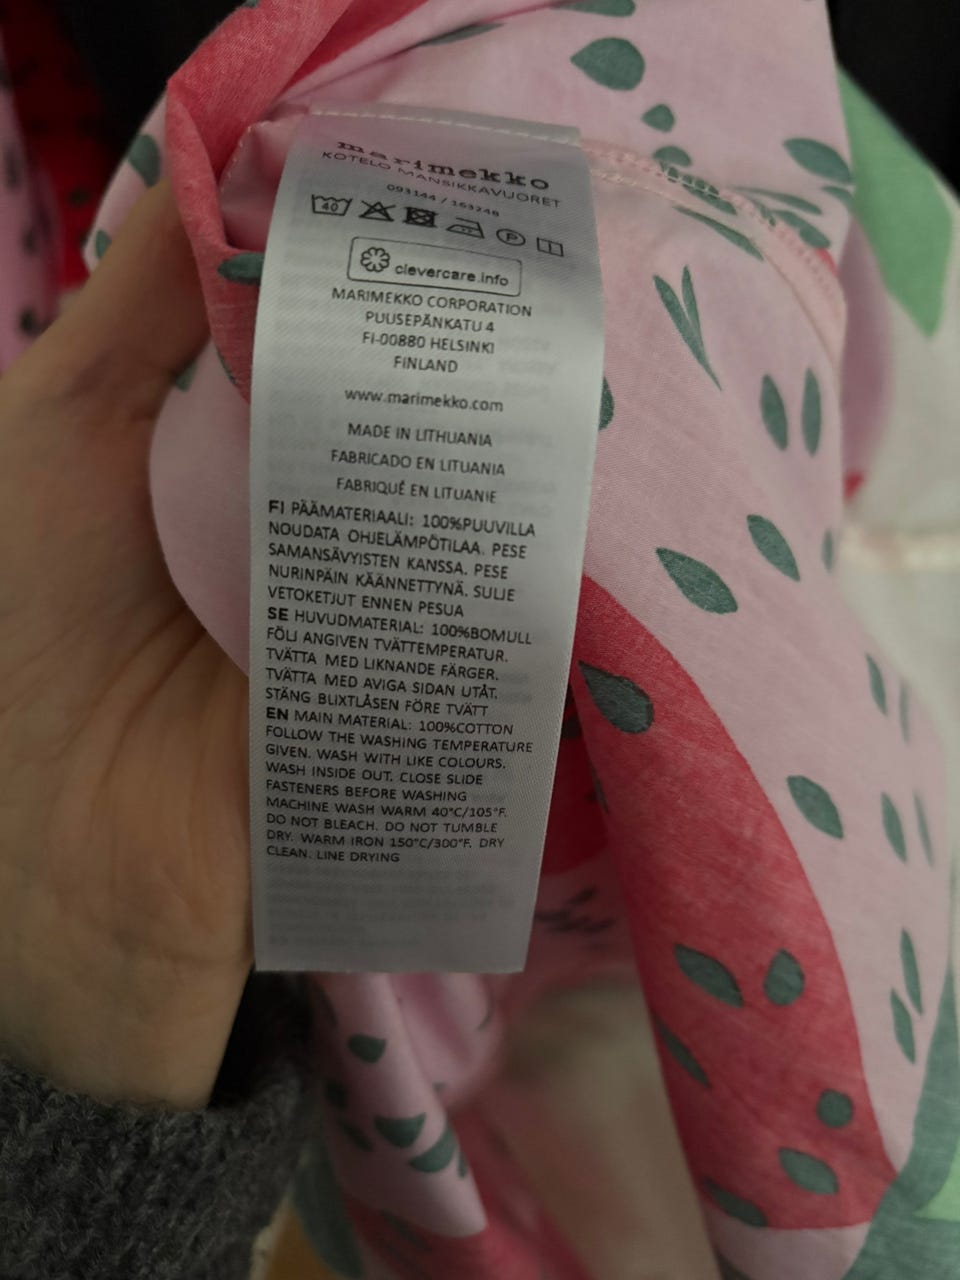 marimekko
KOTELO MANSIKKAVUORET
093144 / 163248
40
P
clevercare.info
MARIMEKKO CORPORATION
PUUSEPÄNKATU 4
FI-00880 HELSINKI
FINLAND
www.marimekko.com
MADE IN LITHUANIA
FABRICADO EN LITUANIA
FABRIQUÉ EN LITUANIE
FI PÄÄMATERIAALI: 100%PUUVILLA
NOUDATA OHJELÄMPÖTILAA. PESE
SAMANSÄVYISTEN KANSSA. PESE
NURINPÄIN KÄÄNNETTYNÄ. SULJE
VETOKETJUT ENNEN PESUA
SE HUVUDMATERIAL: 100%BOMULL
FÖLJ ANGIVEN TVÄTTEMPERATUR.
TVÄTTA MED LIKNANDE FÄRGER.
TVÄTTA MED AVIGA SIDAN UTÅT.
STÄNG BLIXTLÅSEN FÖRE TVÄTT
EN MAIN MATERIAL: 100%COTTON
FOLLOW THE WASHING TEMPERATURE
GIVEN. WASH WITH LIKE COLOURS.
WASH INSIDE OUT. CLOSE SLIDE
FASTENERS BEFORE WASHING
MACHINE WASH WARM 40°C/105°F.
DO NOT BLEACH. DO NOT TUMBLE
DRY. WARM IRON 150°C/300°F. DRY
CLEAN. LINE DRYING